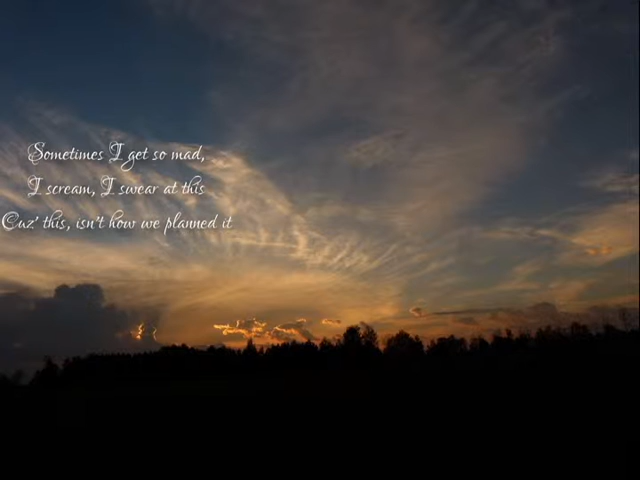 Sometimes I get so mad,
I scream, I swear at this
Cuz' this, isn't how we planned it